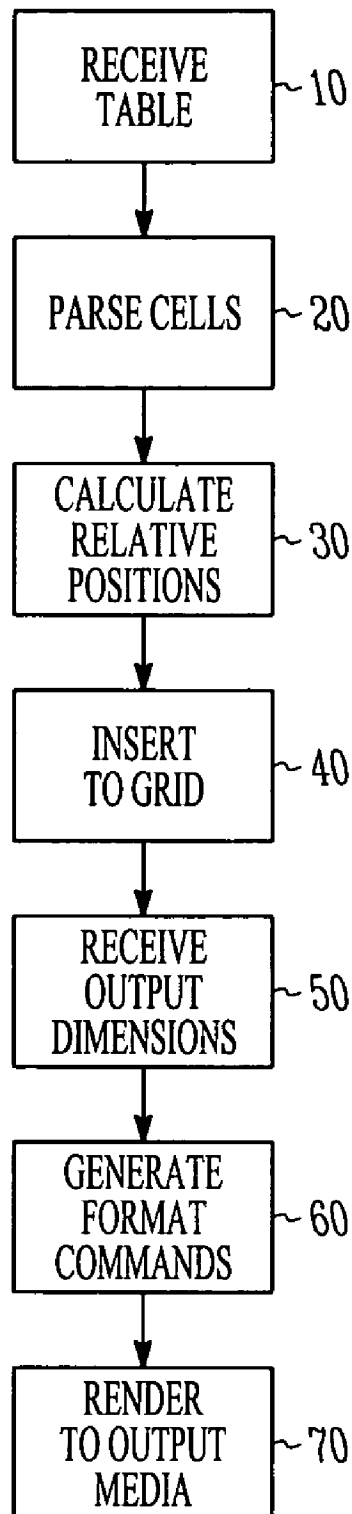 RECEIVE
TABLE
10
PARSE CELLS
20
CALCULATE
RELATIVE
POSITIONS
30
INSERT
TO GRID
40
RECEIVE
OUTPUT
DIMENSIONS
50
GENERATE
FORMAT
COMMANDS
60
RENDER
TO OUTPUT
MEDIA
70